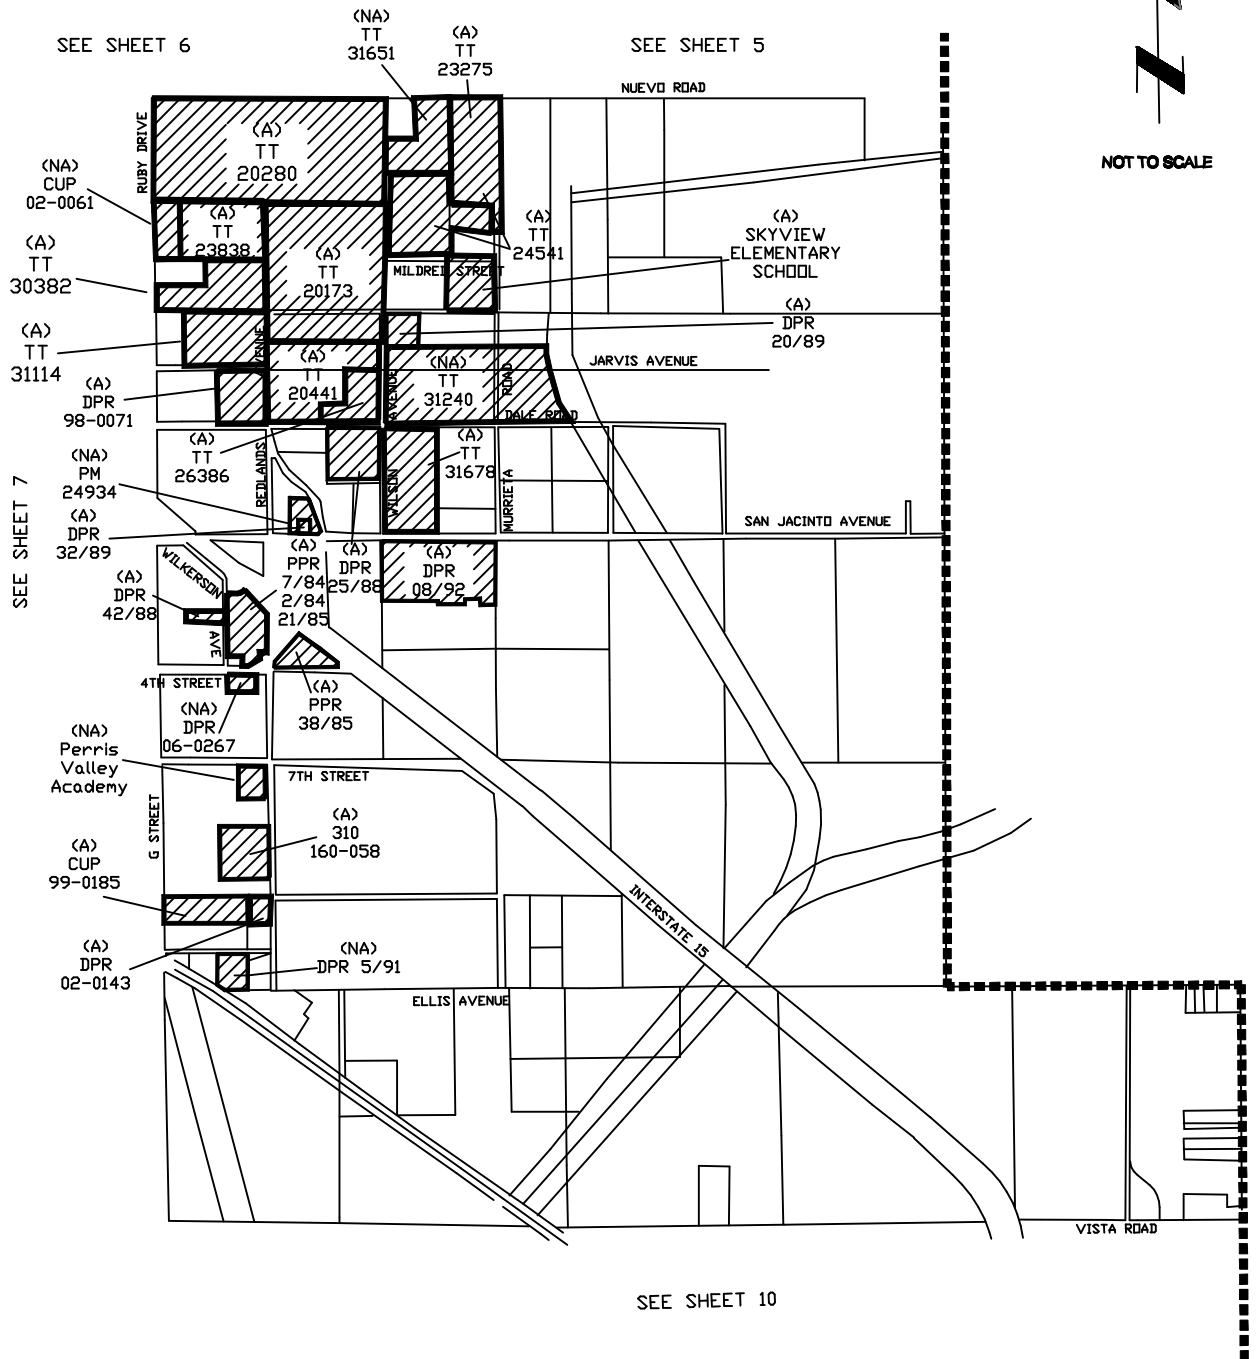 SEE SHEET 6
(NA)
TT
31651
(A)
TT
23275
SEE SHEET 5
NUEVO ROAD
NOT TO SCALE
RUBY DRIVE
(A)
TT
20280
(NA)
CUP
02-0061
(A)
TT
23838
(A)
TT
24541
(A)
SKYVIEW
ELEMENTARY
SCHOOL
(A)
TT
30382
(A)
TT
20173
MILDRED STREET
(A)
DPR
20/89
(A)
TT
31114
(A)
TT
20441
(NA)
TT
31240
JARVIS AVENUE
AVENUE
ROAD
DALE ROAD
(A)
DPR
98-0071
(A)
TT
26386
REDLANDS
WILSON
(A)
TT
31678
MURRIETA
(NA)
PM
24934
SEE SHEET 7
SAN JACINTO AVENUE
(A)
DPR
32/89
WILKERSON
AVE
(A)
PPR
7/84
2/84
21/85
(A)
DPR
25/88
(A)
DPR
08/92
(A)
DPR
42/88
4TH STREET
(A)
PPR
38/85
(NA)
DPR
06-0267
(NA)
Perris
Valley
Academy
7TH STREET
G STREET
(A)
310
160-058
(A)
CUP
99-0185
INTERSTATE 15
(A)
DPR
02-0143
(NA)
DPR 5/91
ELLIS AVENUE
VISTA ROAD
SEE SHEET 10